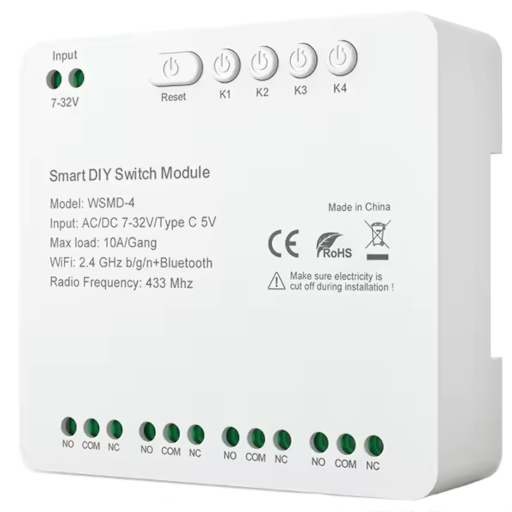 Input
7-32V
Reset
K1
K2
K3
K4
Smart DIY Switch Module
Model: WSMD-4
Input: AC/DC 7-32V/Type C 5V
Max load: 10A/Gang
WiFi: 2.4 GHz b/g/n+Bluetooth
Radio Frequency: 433 Mhz
Made in China
CE
RoHS
Make sure electricity is
cut off during installation !
NO COM NC NO COM NC NO COM NC NO COM NC